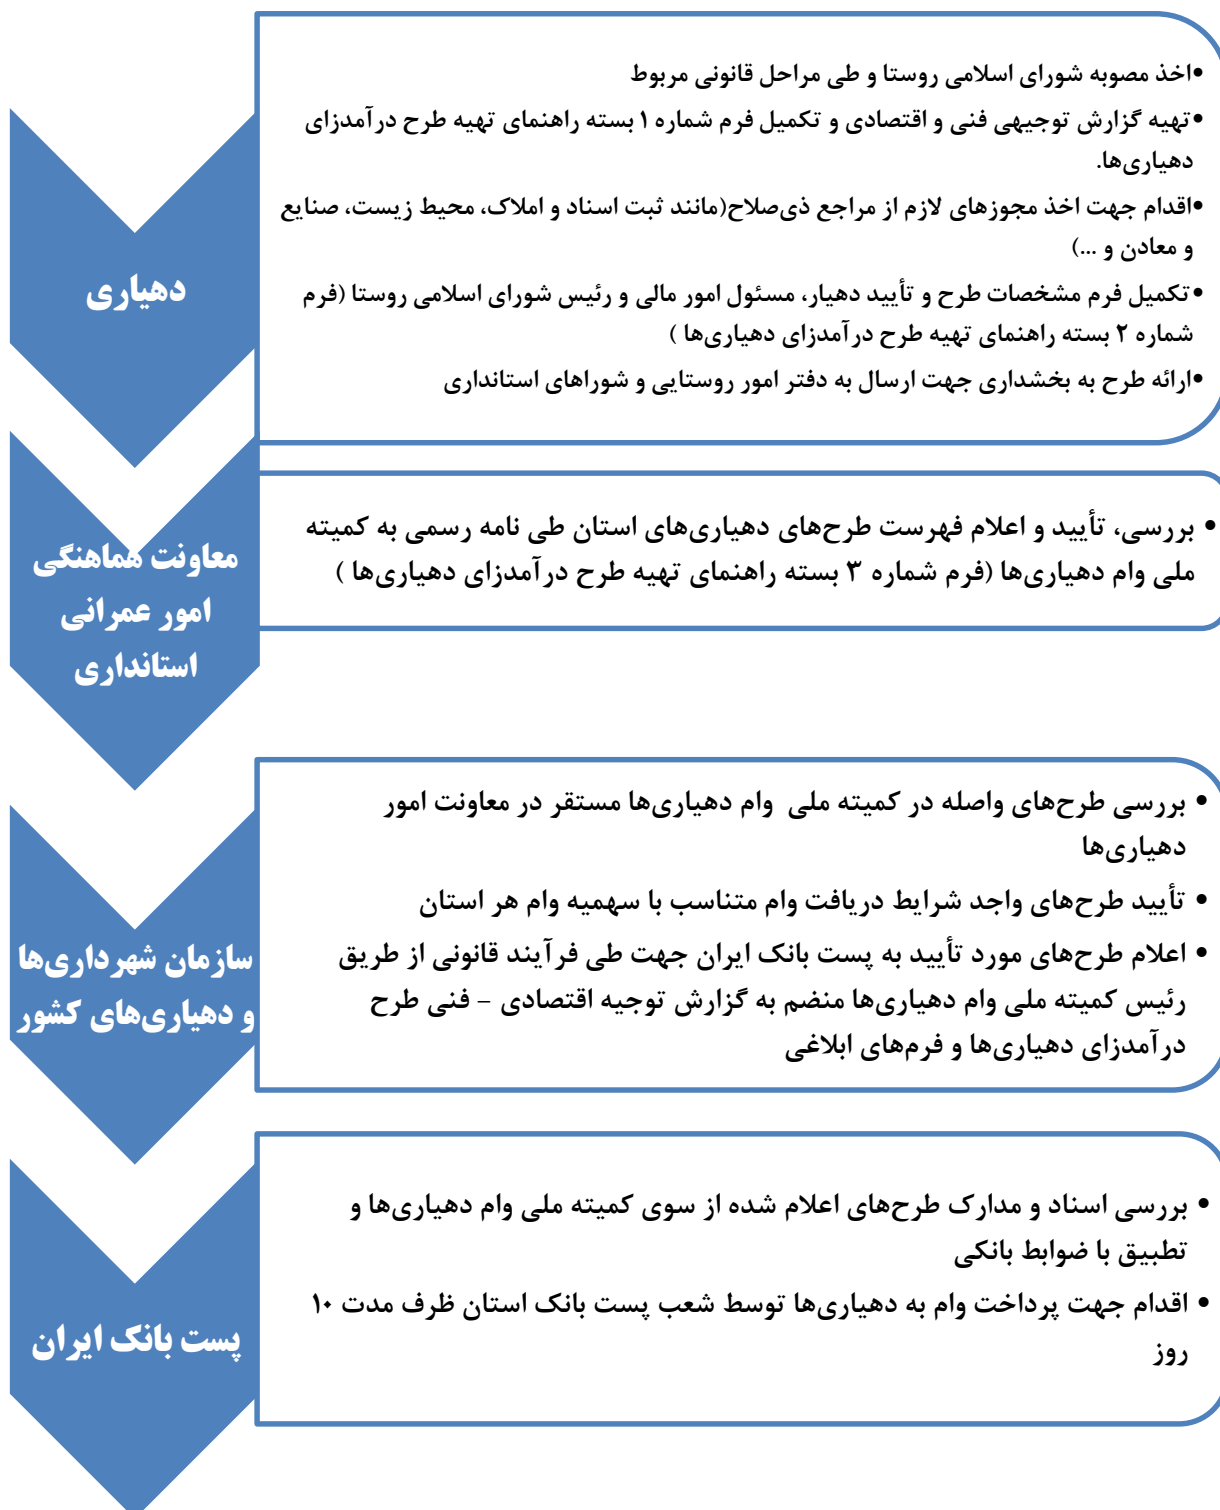 •اخذ مصوبه شورای اسلامی روستا و طی مراحل قانونی مربوط
•تهیه گزارش توجیهی فنی و اقتصادی و تکمیل فرم شماره ۱ بسته راهنمای تهیه طرح درآمدزای
دهیاری‌ها.
•اقدام جهت اخذ مجوزهای لازم از مراجع ذی‌صلاح(مانند ثبت اسناد و املاک، محیط زیست، صنایع
و معادن و ...)
•تکمیل فرم مشخصات طرح و تأیید دهیار، مسئول امور مالی و رئیس شورای اسلامی روستا (فرم
شماره ۲ بسته راهنمای تهیه طرح درآمدزای دهیاری‌ها )
•ارائه طرح به بخشداری جهت ارسال به دفتر امور روستایی و شوراهای استانداری
دهیاری
• بررسی، تأیید و اعلام فهرست طرح‌های دهیاری‌های استان طی نامه رسمی به کمیته
ملی وام دهیاری‌ها (فرم شماره ۳ بسته راهنمای تهیه طرح درآمدزای دهیاری‌ها )
معاونت هماهنگی
امور عمرانی
استانداری
• بررسی طرح‌های واصله در کمیته ملی وام دهیاری‌ها مستقر در معاونت امور
دهیاری‌ها
• تأیید طرح‌های واجد شرایط دریافت وام متناسب با سهمیه وام هر استان
• اعلام طرح‌های مورد تأیید به پست بانک ایران جهت طی فرآیند قانونی از طریق
رئیس کمیته ملی وام دهیاری‌ها منضم به گزارش توجیه اقتصادی - فنی طرح
درآمدزای دهیاری‌ها و فرم‌های ابلاغی
سازمان شهرداری‌ها
و دهیاری‌های کشور
• بررسی اسناد و مدارک طرح‌های اعلام شده از سوی کمیته ملی وام دهیاری‌ها و
تطبیق با ضوابط بانکی
• اقدام جهت پرداخت وام به دهیاری‌ها توسط شعب پست بانک استان ظرف مدت ۱۰
روز
پست بانک ایران